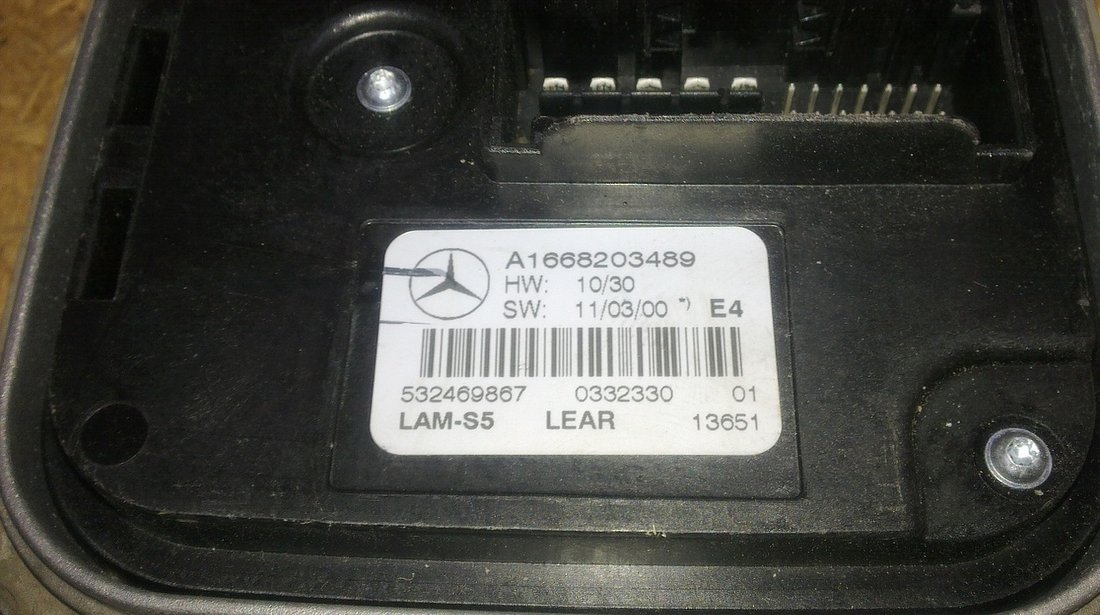 A1668203489
HW: 10/30
SW: 11/03/00 *) E4
532469867 0332330 01
LAM-S5 LEAR 13651